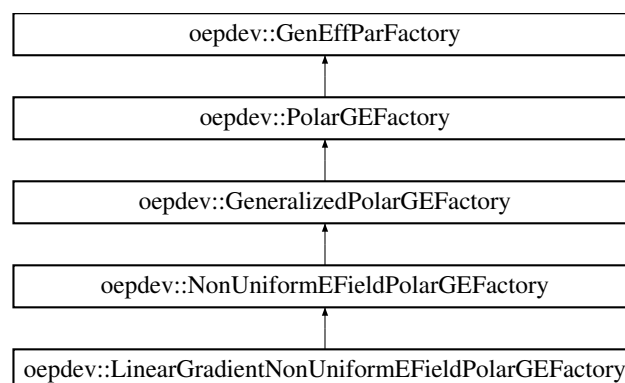 oepdev::GenEffParFactory
oepdev::PolarGEFactory
oepdev::GeneralizedPolarGEFactory
oepdev::NonUniformEFieldPolarGEFactory
oepdev::LinearGradientNonUniformEFieldPolarGEFactory